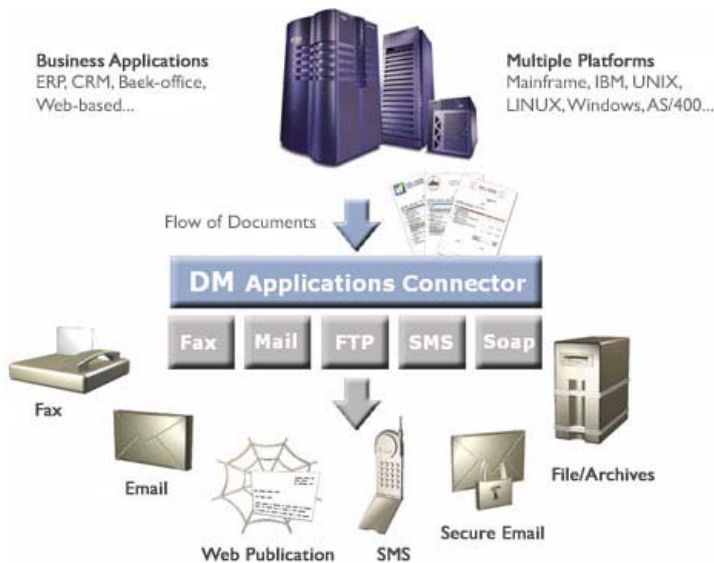 Business Applications
ERP, CRM, Back-office,
Web-based...
Multiple Platforms
Mainframe, IBM, UNIX,
LINUX, Windows, AS/400...
Flow of Documents
DM Applications Connector
Fax
Mail
FTP
SMS
Soap
Fax
Email
Web Publication
SMS
Secure Email
File/Archives